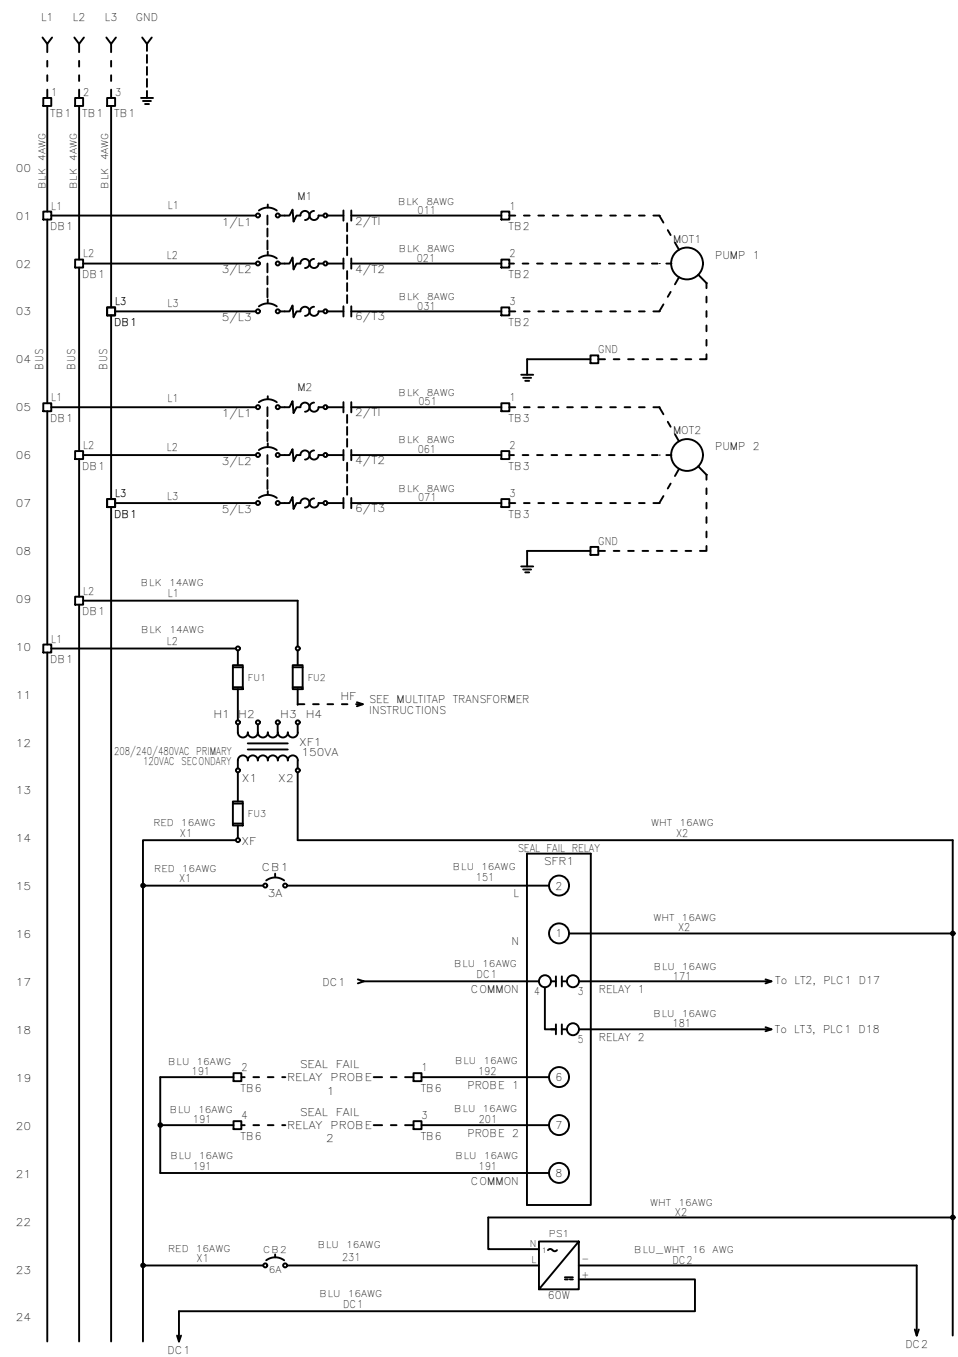 L1 L2 L3 GND
1 2 3
TB1 TB1 TB1
BLK 4AWG BLK 4AWG BLK 4AWG
00
M1
01 L1 L1 BLK 8AWG 1
DB1 1/L1 2/T1 011 TB2
MOT1
02 L2 L2 BLK 8AWG 2 PUMP 1
DB1 3/L2 4/T2 021 TB2
03 L3 L3 BLK 8AWG 3
DB1 5/L3 6/T3 031 TB2
04 BUS BUS BUS GND
M2
05 L1 L1 BLK 8AWG 1
DB1 1/L1 2/T1 051 TB3
MOT2
06 L2 L2 BLK 8AWG 2 PUMP 2
DB1 3/L2 4/T2 061 TB3
07 L3 L3 BLK 8AWG 3
DB1 5/L3 6/T3 071 TB3
08 GND
BLK 14AWG
09 L2 L1
DB1
BLK 14AWG
10 L1 L2
DB1
FU1 FU2
11 HF SEE MULTITAP TRANSFORMER
INSTRUCTIONS
H1 H2 H3 H4
12 XF1
208/240/480VAC PRIMARY 150VA
120VAC SECONDARY
X1 X2
13
FU3
RED 16AWG WHT 16AWG
14 X1 XF X2
SEAL FAIL RELAY
SFR1
RED 16AWG CB1 BLU 16AWG
15 X1 3A 151 L 2
WHT 16AWG
16 N 1 X2
BLU 16AWG BLU 16AWG
17 DC1 DC1 171 To LT2, PLC1 D17
COMMON 4 3 RELAY 1
BLU 16AWG
18 181 To LT3, PLC1 D18
5 RELAY 2
BLU 16AWG 2 SEAL FAIL 1 BLU 16AWG
19 191 TB6 RELAY PROBE TB6 192 6
1 PROBE 1
BLU 16AWG 4 SEAL FAIL 3 BLU 16AWG
20 191 TB6 RELAY PROBE TB6 201 7
2 PROBE 2
BLU 16AWG BLU 16AWG
21 191 191 8
COMMON
WHT 16AWG
22 X2
PS1
RED 16AWG CB2 BLU 16AWG N 1 BLU_WHT 16 AWG
23 X1 6A 231 L - DC2
+
BLU 16AWG 60W
DC1
24
DC1 DC2